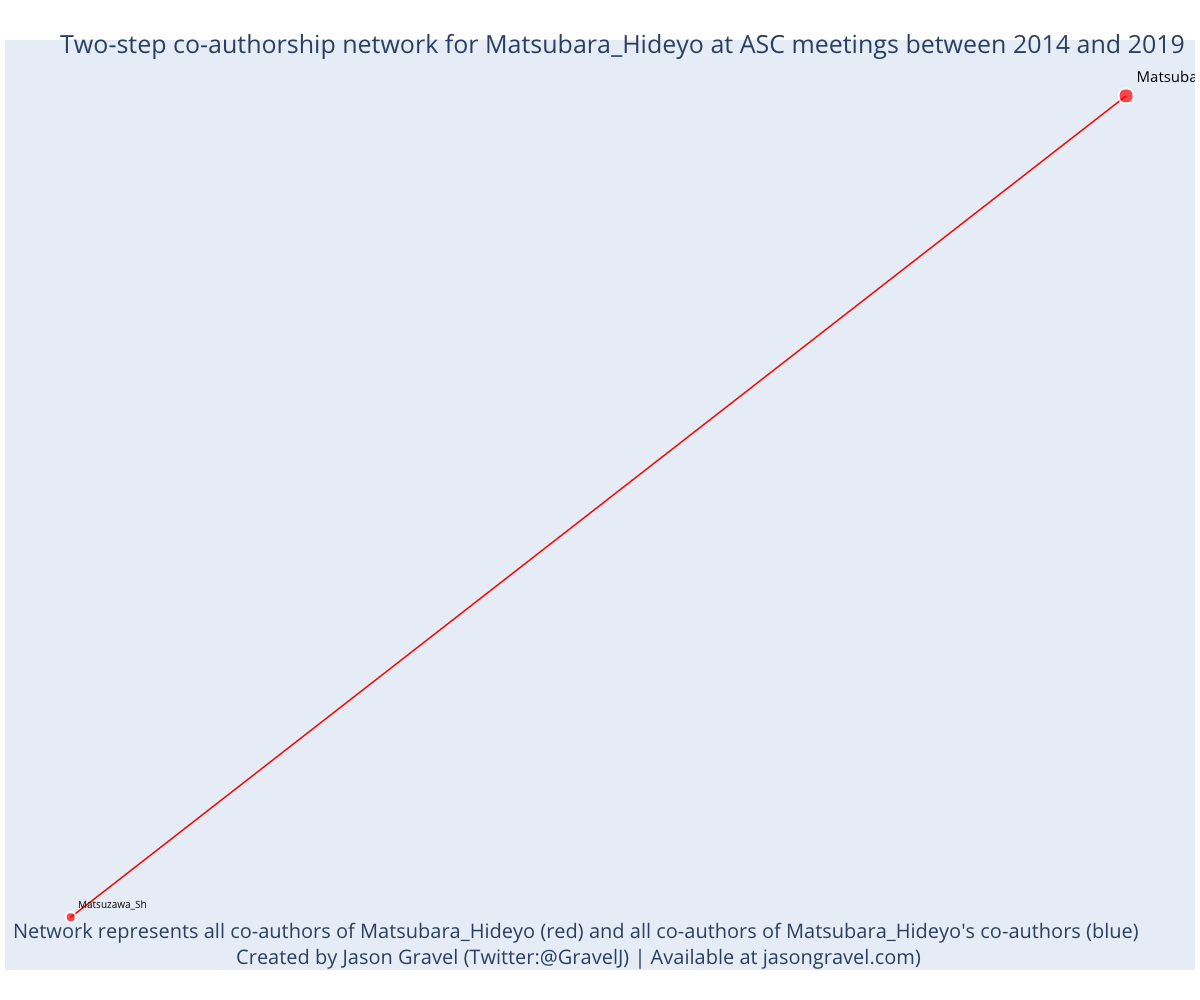 Two-step co-authorship network for Matsubara_Hideyo at ASC meetings between 2014 and 2019
Matsuba
Matsuzawa_Sh
Network represents all co-authors of Matsubara_Hideyo (red) and all co-authors of Matsubara_Hideyo's co-authors (blue)
Created by Jason Gravel (Twitter:@GravelJ) | Available at jasongravel.com)